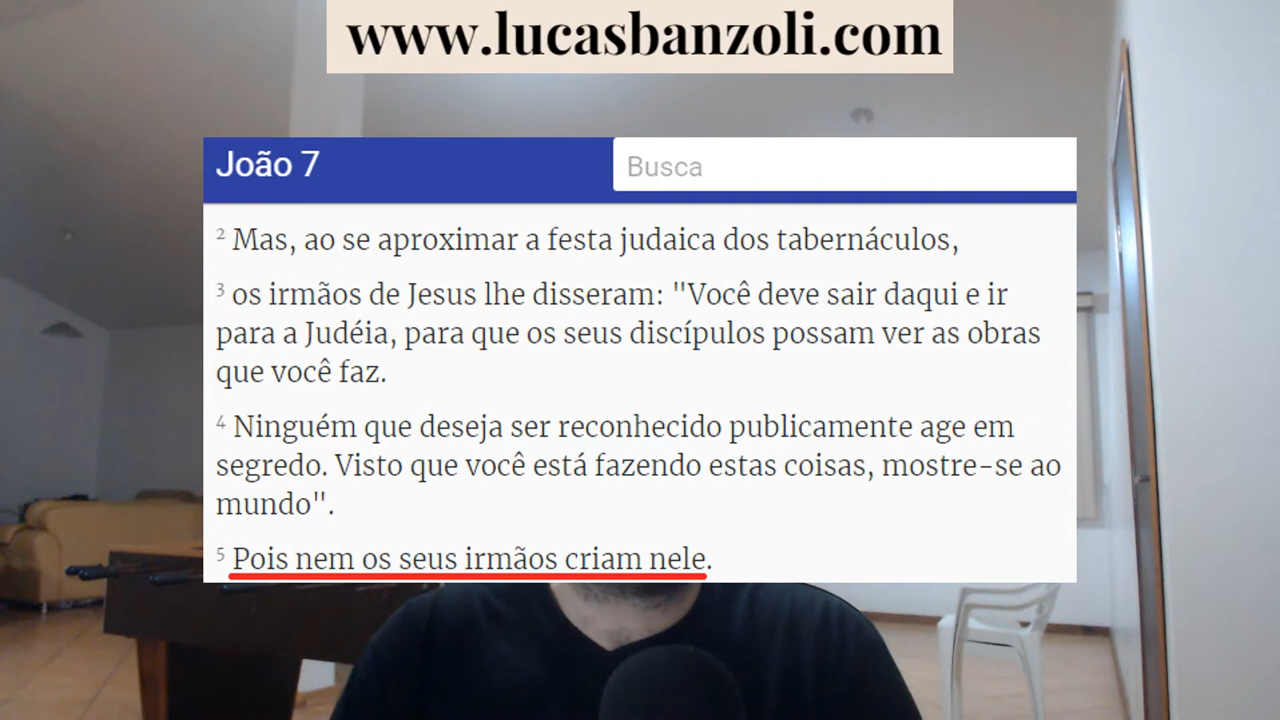 www.lucasbanzoli.com
João 7
Busca
2 Mas, ao se aproximar a festa judaica dos tabernáculos,
3 os irmãos de Jesus lhe disseram: "Você deve sair daqui e ir
para a Judéia, para que os seus discípulos possam ver as obras
que você faz.
4 Ninguém que deseja ser reconhecido publicamente age em
segredo. Visto que você está fazendo estas coisas, mostre-se ao
mundo".
5 Pois nem os seus irmãos criam nele.